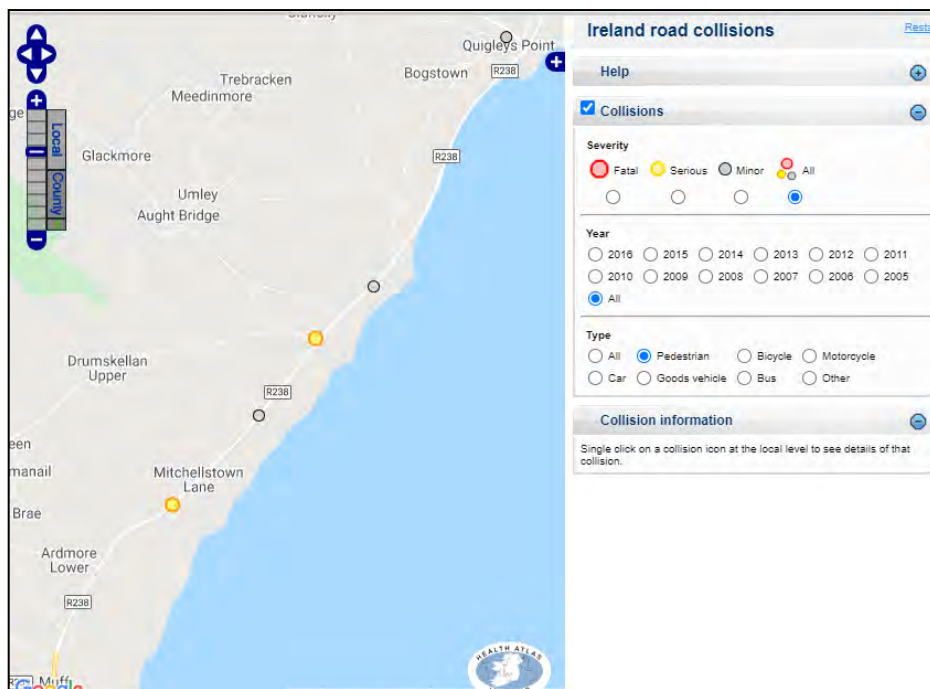 Quigleys Point
R238
Bogstown
Trebracken
Meedinmore
R238
Glackmore
Umley
Aught Bridge
Drumskellan
Upper
R238
Mitchellstown
Lane
Brae
Ardmore
Lower
R238
Muff
Google
Local
County
HEALTH ATLAS
Ireland road collisions
Help
Collisions
Severity
Fatal Serious Minor All
Year
2016 2015 2014 2013 2012 2011
2010 2009 2008 2007 2006 2005
All
Type
All Pedestrian Bicycle Motorcycle
Car Goods vehicle Bus Other
Collision information
Single click on a collision icon at the local level to see details of that
collision.